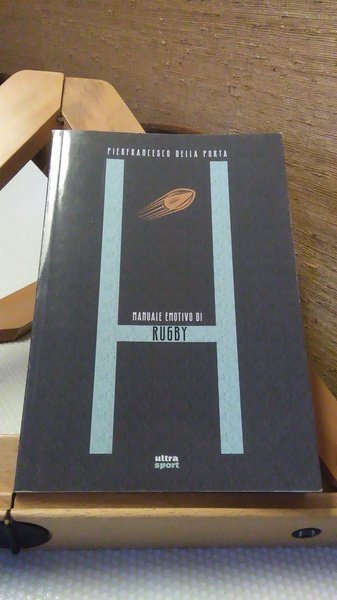 PIERFRANCESCO DELLA PORTA
MANUALE EMOTIVO DI
RUGBY
ultra
sport